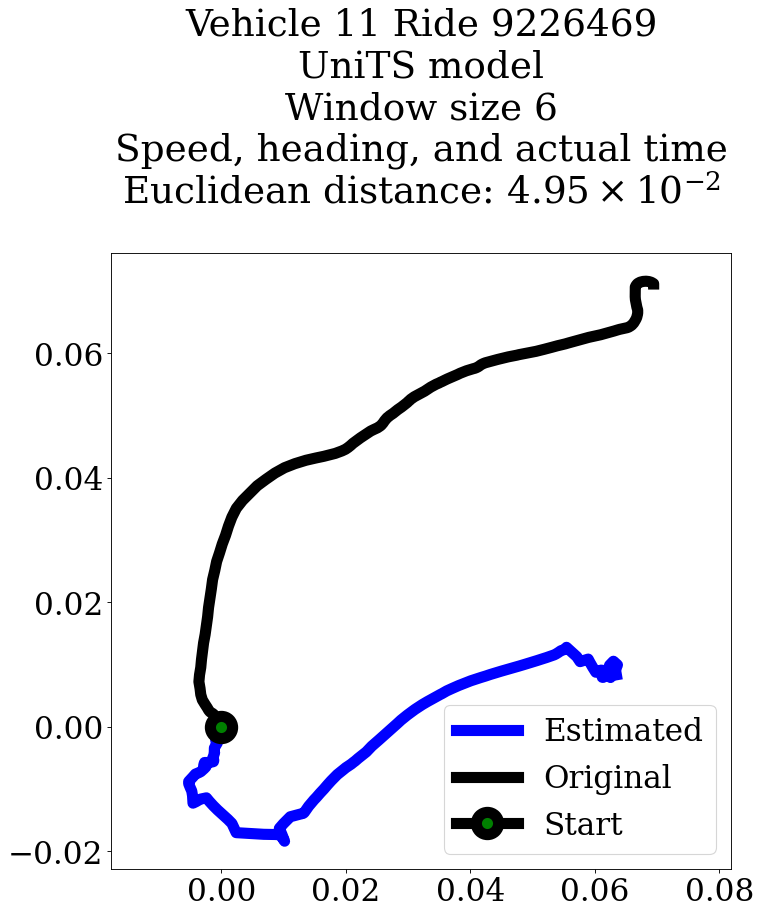 Vehicle 11 Ride 9226469
UniTS model
Window size 6
Speed, heading, and actual time
Euclidean distance: 4.95 × 10⁻²
0.06
0.04
0.02
0.00
−0.02
Estimated
Original
Start
0.00 0.02 0.04 0.06 0.08